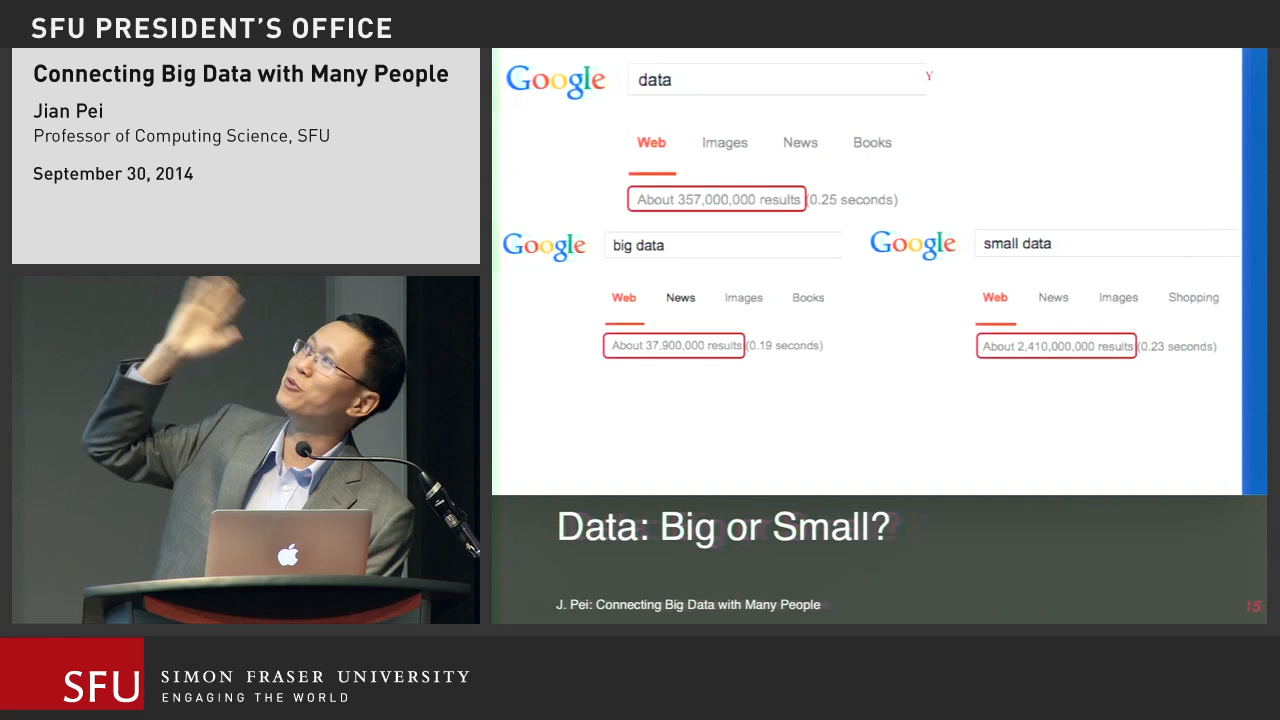 SFU PRESIDENT'S OFFICE
Connecting Big Data with Many People
Jian Pei
Professor of Computing Science, SFU
September 30, 2014
Google data Y
Web Images News Books
About 357,000,000 results (0.25 seconds)
Google big data
Web News Images Books
About 37,900,000 results (0.19 seconds)
Google small data
Web News Images Shopping
About 2,410,000,000 results (0.23 seconds)
Data: Big or Small?
J. Pei: Connecting Big Data with Many People
15
SFU SIMON FRASER UNIVERSITY
ENGAGING THE WORLD